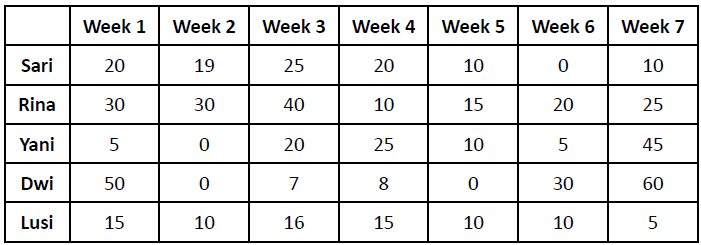 Week 1 Week 2 Week 3 Week 4 Week 5 Week 6 Week 7
Sari 20 19 25 20 10 0 10
Rina 30 30 40 10 15 20 25
Yani 5 0 20 25 10 5 45
Dwi 50 0 7 8 0 30 60
Lusi 15 10 16 15 10 10 5